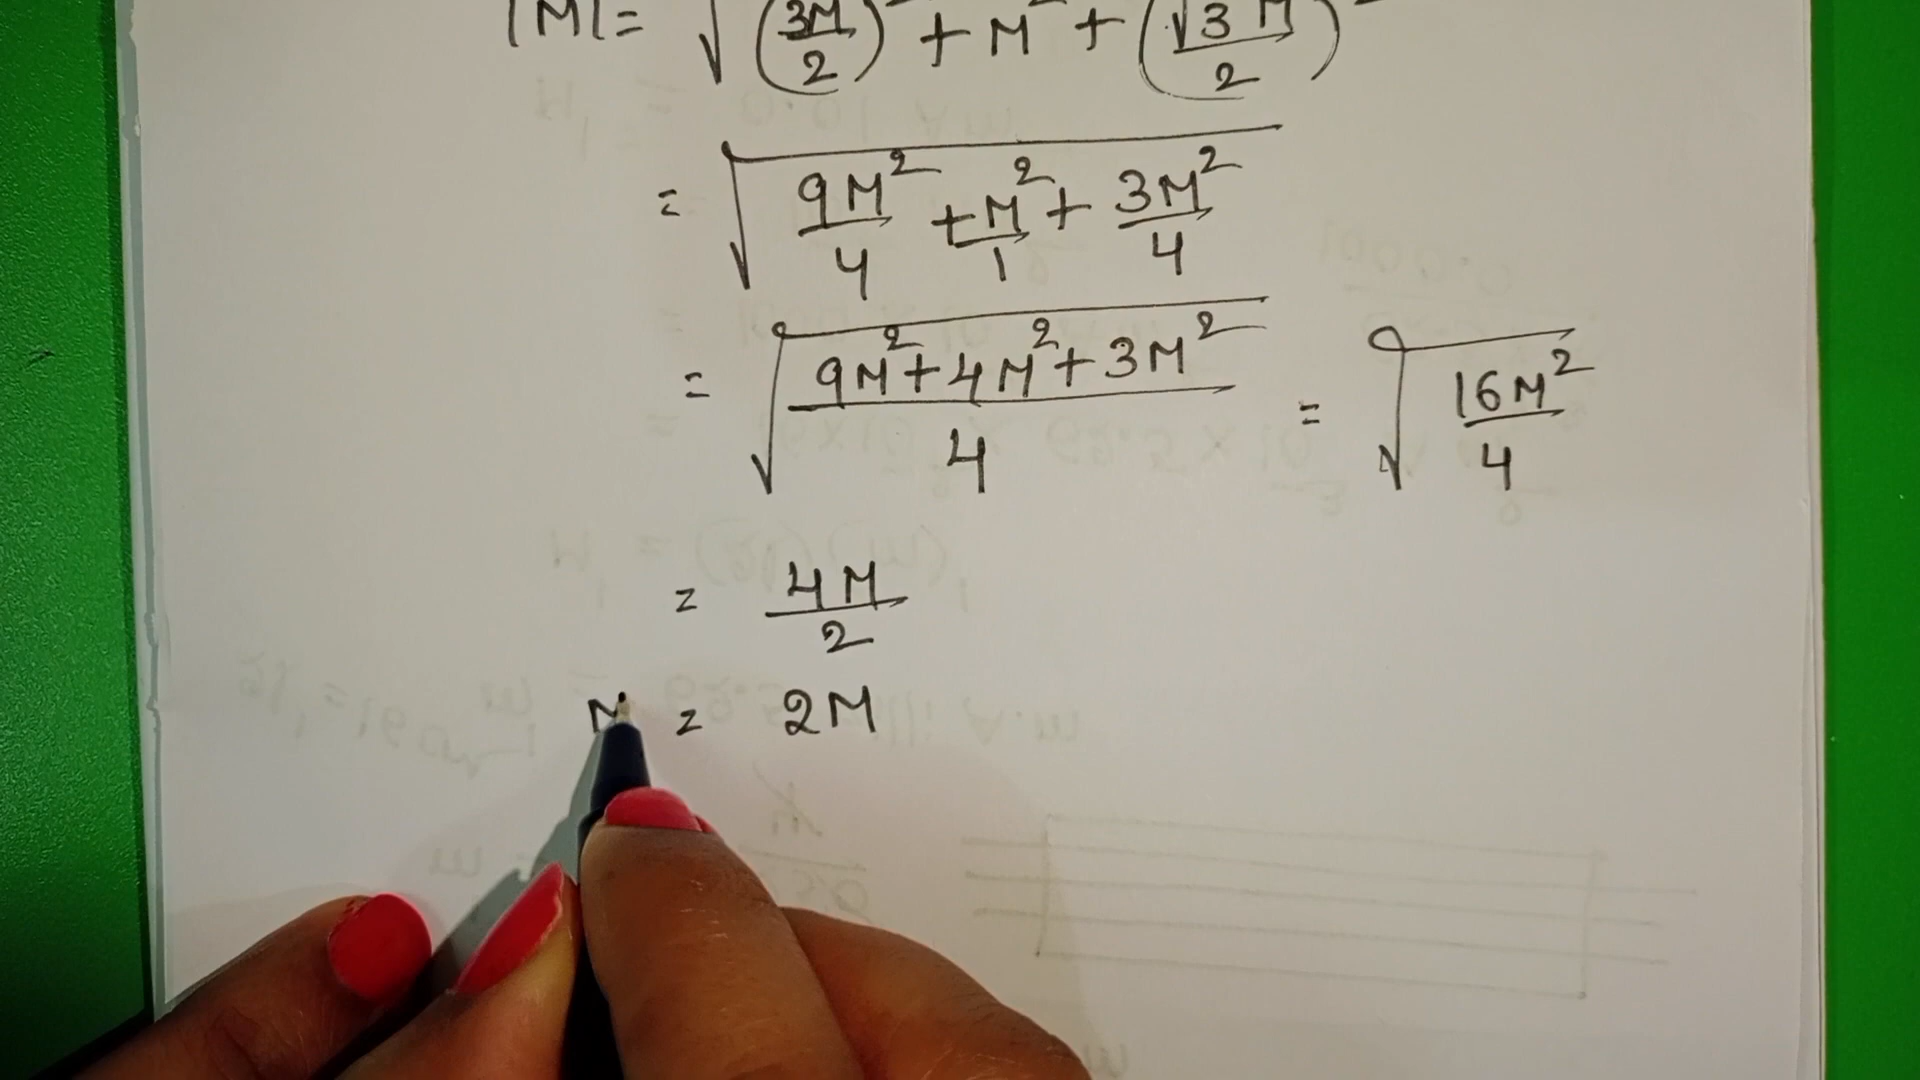 |M| = √(3M/2)² + M² + (√3 M/2)²
= √9M²/4 + M²/1 + 3M²/4
= √9M² + 4M² + 3M²/4 = √16M²/4
= 4M/2
M = 2M